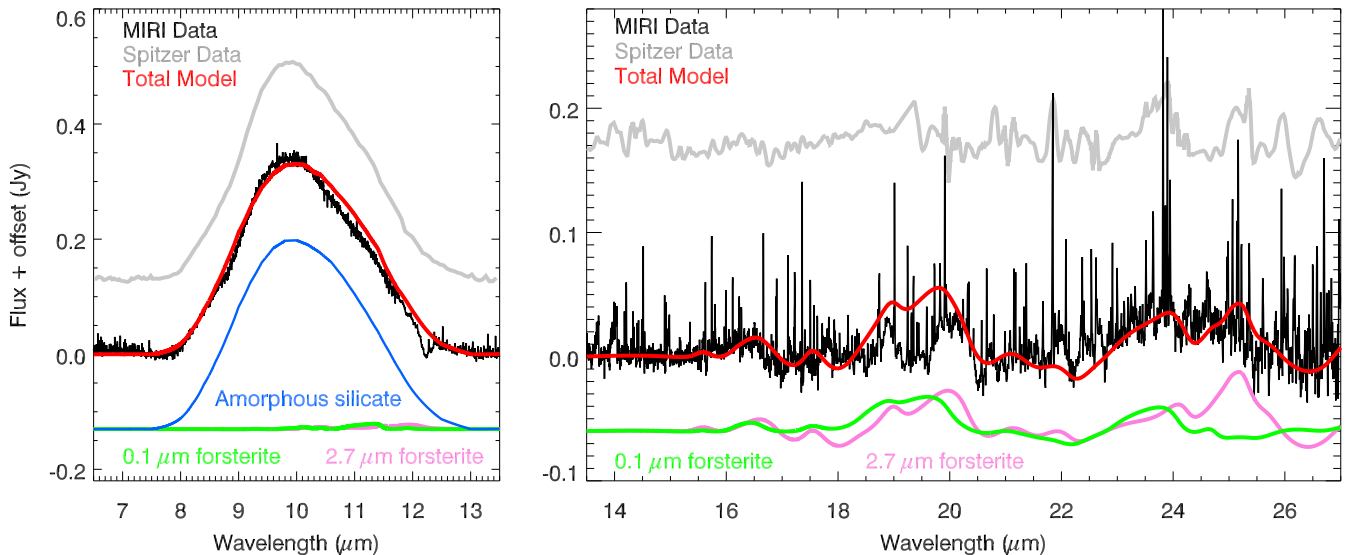 0.6
0.4
0.2
0.0
-0.2
Flux + offset (Jy)
MIRI Data
Spitzer Data
Total Model
Amorphous silicate
0.1 μm forsterite
2.7 μm forsterite
7 8 9 10 11 12 13
Wavelength (μm)
0.2
0.1
0.0
-0.1
MIRI Data
Spitzer Data
Total Model
0.1 μm forsterite
2.7 μm forsterite
14 16 18 20 22 24 26
Wavelength (μm)